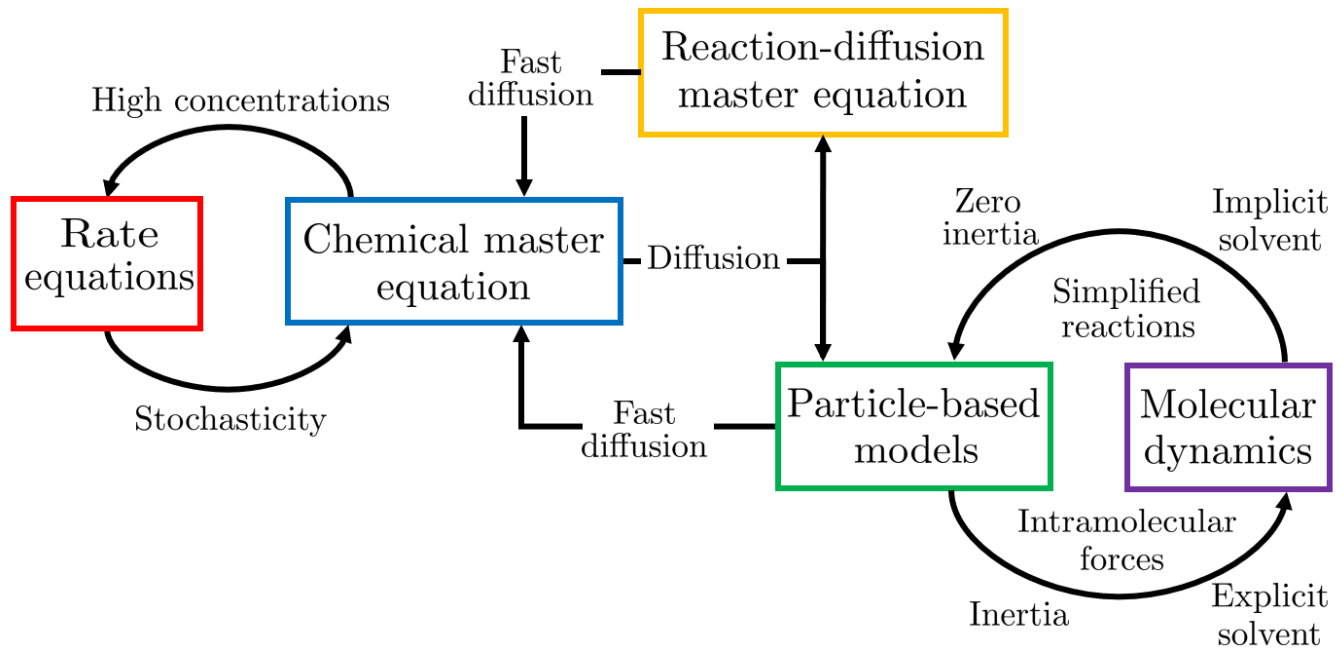 Reaction-diffusion
master equation
Fast
diffusion
High concentrations
Rate
equations
Chemical master
equation
Diffusion
Zero
inertia
Implicit
solvent
Simplified
reactions
Stochasticity
Fast
diffusion
Particle-based
models
Molecular
dynamics
Intramolecular
forces
Inertia
Explicit
solvent